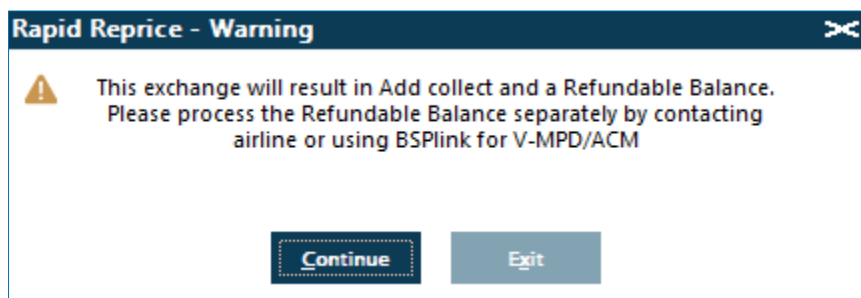 Rapid Reprice - Warning
This exchange will result in Add collect and a Refundable Balance.
Please process the Refundable Balance separately by contacting
airline or using BSPlink for V-MPD/ACM
Continue
Exit